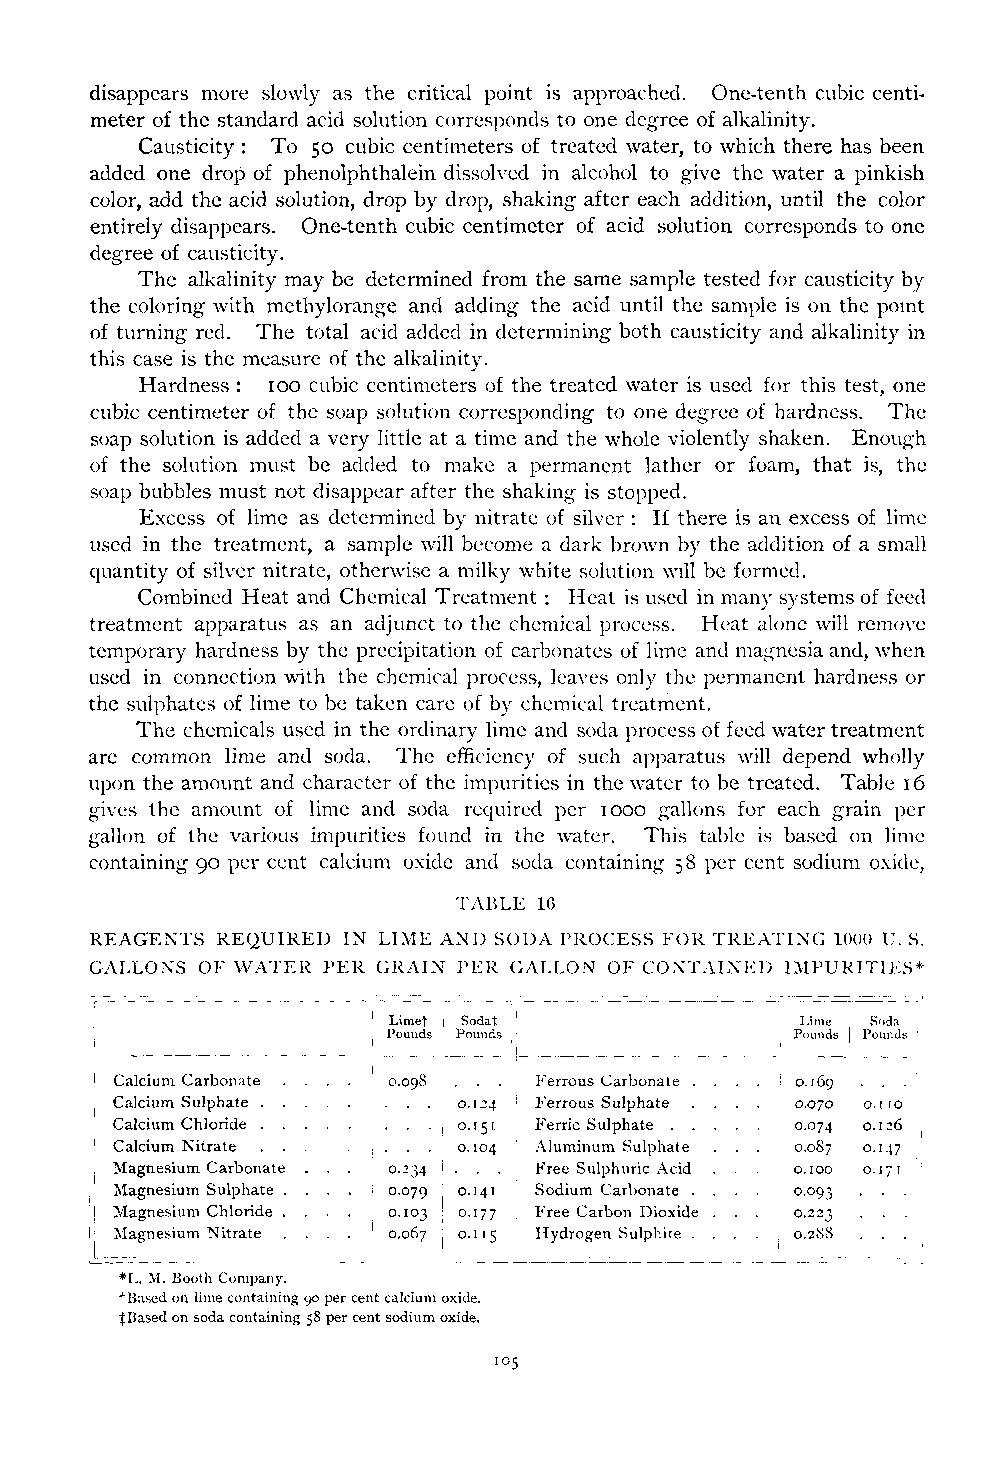 disappears more slowly as the critical point is approached. One-tenth cubic centi-
meter of the standard acid solution corresponds to one degree of alkalinity.
Causticity : To 50 cubic centimeters of treated water, to which there has been
added one drop of phenolphthalein dissolved in alcohol to give the water a pinkish
color, add the acid solution, drop by drop, shaking after each addition, until the color
entirely disappears. One-tenth cubic centimeter of acid solution corresponds to one
degree of causticity.
The alkalinity may be determined from the same sample tested for causticity by
the coloring with methylorange and adding the acid until the sample is on the point
of turning red. The total acid added in determining both causticity and alkalinity in
this case is the measure of the alkalinity.
Hardness : 100 cubic centimeters of the treated water is used for this test, one
cubic centimeter of the soap solution corresponding to one degree of hardness. The
soap solution is added a very little at a time and the whole violently shaken. Enough
of the solution must be added to make a permanent lather or foam, that is, the
soap bubbles must not disappear after the shaking is stopped.
Excess of lime as determined by nitrate of silver : If there is an excess of lime
used in the treatment, a sample will become a dark brown by the addition of a small
quantity of silver nitrate, otherwise a milky white solution will be formed.
Combined Heat and Chemical Treatment : Heat is used in many systems of feed
treatment apparatus as an adjunct to the chemical process. Heat alone will remove
temporary hardness by the precipitation of carbonates of lime and magnesia and, when
used in connection with the chemical process, leaves only the permanent hardness or
the sulphates of lime to be taken care of by chemical treatment.
The chemicals used in the ordinary lime and soda process of feed water treatment
are common lime and soda. The efficiency of such apparatus will depend wholly
upon the amount and character of the impurities in the water to be treated. Table 16
gives the amount of lime and soda required per 1000 gallons for each grain per
gallon of the various impurities found in the water. This table is based on lime
containing 90 per cent calcium oxide and soda containing 58 per cent sodium oxide,
TABLE 16
REAGENTS REQUIRED IN LIME AND SODA PROCESS FOR TREATING 1000 U. S.
GALLONS OF WATER PER GRAIN PER GALLON OF CONTAINED IMPURITIES*
Lime† Soda‡ Lime Soda
Pounds Pounds Pounds Pounds
Calcium Carbonate . . . . 0.098 . . . Ferrous Carbonate . . . . 0.169 . . .
Calcium Sulphate . . . . . . . . 0.124 Ferrous Sulphate . . . . 0.070 0.110
Calcium Chloride . . . . . . . . 0.151 Ferric Sulphate . . . . . 0.074 0.126
Calcium Nitrate . . . . . . . . 0.104 Aluminum Sulphate . . . 0.087 0.147
Magnesium Carbonate . . . 0.234 . . . Free Sulphuric Acid . . . 0.100 0.171
Magnesium Sulphate . . . . 0.079 0.141 Sodium Carbonate . . . . 0.093 . . .
Magnesium Chloride . . . . 0.103 0.177 Free Carbon Dioxide . . . 0.223 . . .
Magnesium Nitrate . . . . 0.067 0.115 Hydrogen Sulphite . . . . 0.288 . . .
*L. M. Booth Company.
†Based on lime containing 90 per cent calcium oxide.
‡Based on soda containing 58 per cent sodium oxide.
105